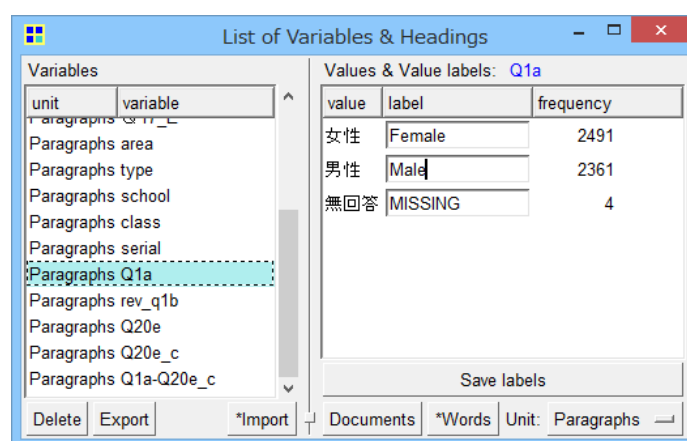 List of Variables & Headings
Variables
unit variable
Paragraphs area
Paragraphs type
Paragraphs school
Paragraphs class
Paragraphs serial
Paragraphs Q1a
Paragraphs rev_q1b
Paragraphs Q20e
Paragraphs Q20e_c
Paragraphs Q1a-Q20e_c
Delete Export *Import
Values & Value labels: Q1a
value label frequency
女性 Female 2491
男性 Male 2361
無回答 MISSING 4
Save labels
Documents *Words Unit: Paragraphs